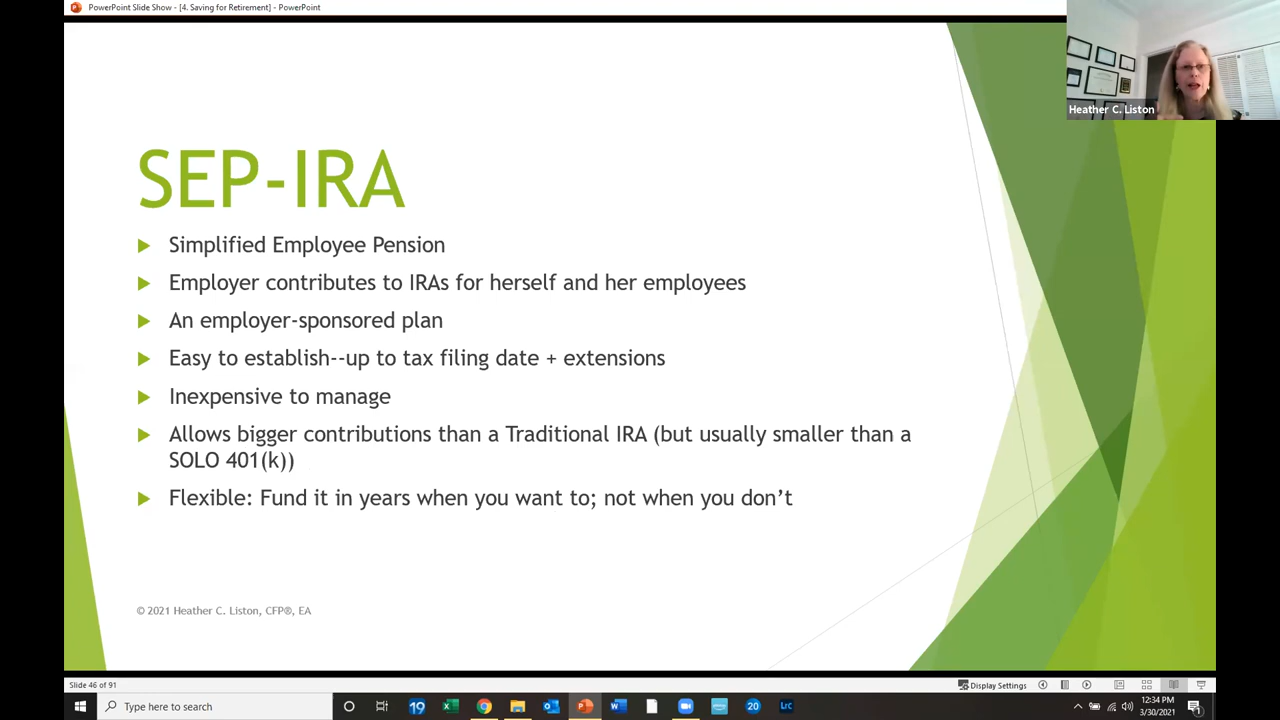 PowerPoint Slide Show - [4. Saving for Retirement] - PowerPoint
Heather C. Liston
SEP-IRA
Simplified Employee Pension
Employer contributes to IRAs for herself and her employees
An employer-sponsored plan
Easy to establish--up to tax filing date + extensions
Inexpensive to manage
Allows bigger contributions than a Traditional IRA (but usually smaller than a
SOLO 401(k))
Flexible: Fund it in years when you want to; not when you don’t
© 2021 Heather C. Liston, CFP®, EA
Slide 46 of 91
Display Settings
Type here to search
19
20
LrC
12:34 PM
3/30/2021
1